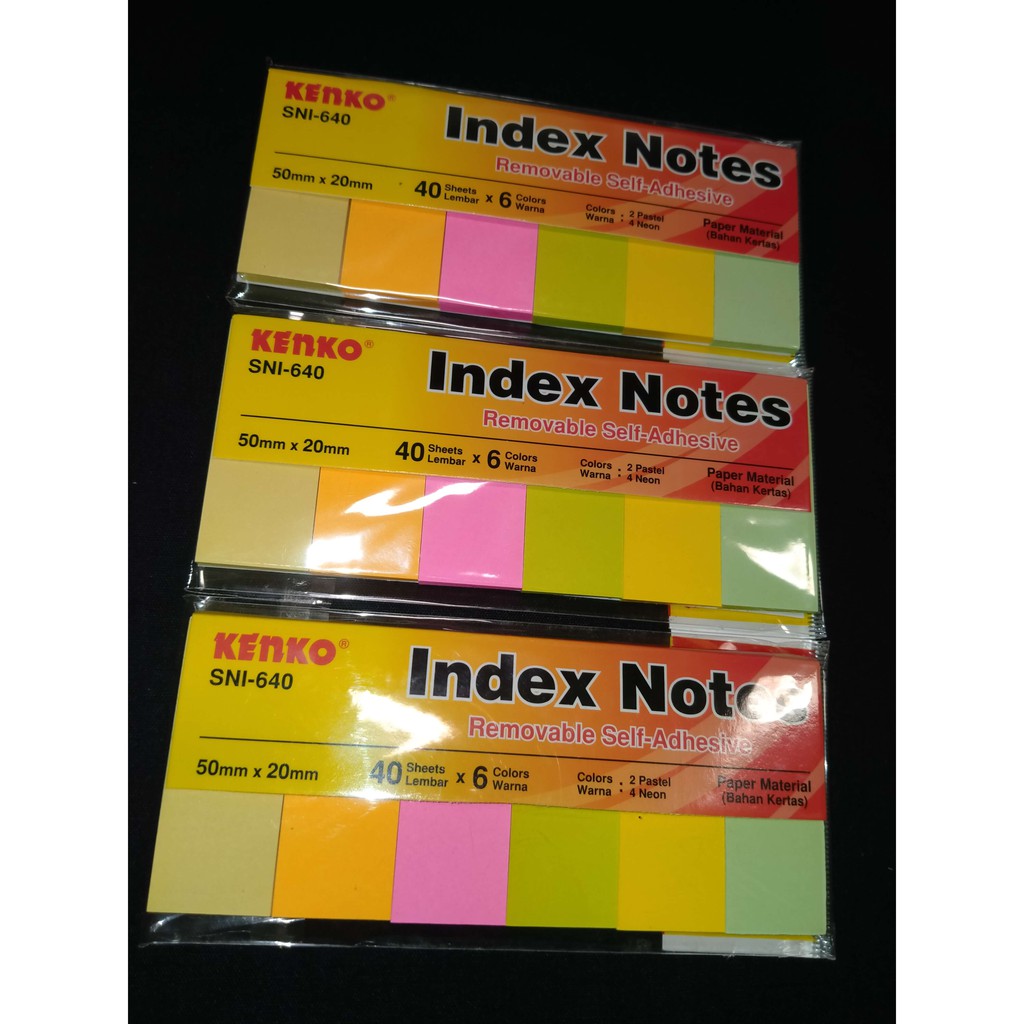 KENKO®
SNI-640
Index Notes
Removable Self-Adhesive
50mm x 20mm
40 Sheets Lembar x 6 Colors Warna
Colors Warna : 2 Pastel 4 Neon
Paper Material
(Bahan Kertas)
KENKO®
SNI-640
Index Notes
Removable Self-Adhesive
50mm x 20mm
40 Sheets Lembar x 6 Colors Warna
Colors Warna : 2 Pastel 4 Neon
Paper Material
(Bahan Kertas)
KENKO®
SNI-640
Index Notes
Removable Self-Adhesive
50mm x 20mm
40 Sheets Lembar x 6 Colors Warna
Colors Warna : 2 Pastel 4 Neon
Paper Material
(Bahan Kertas)